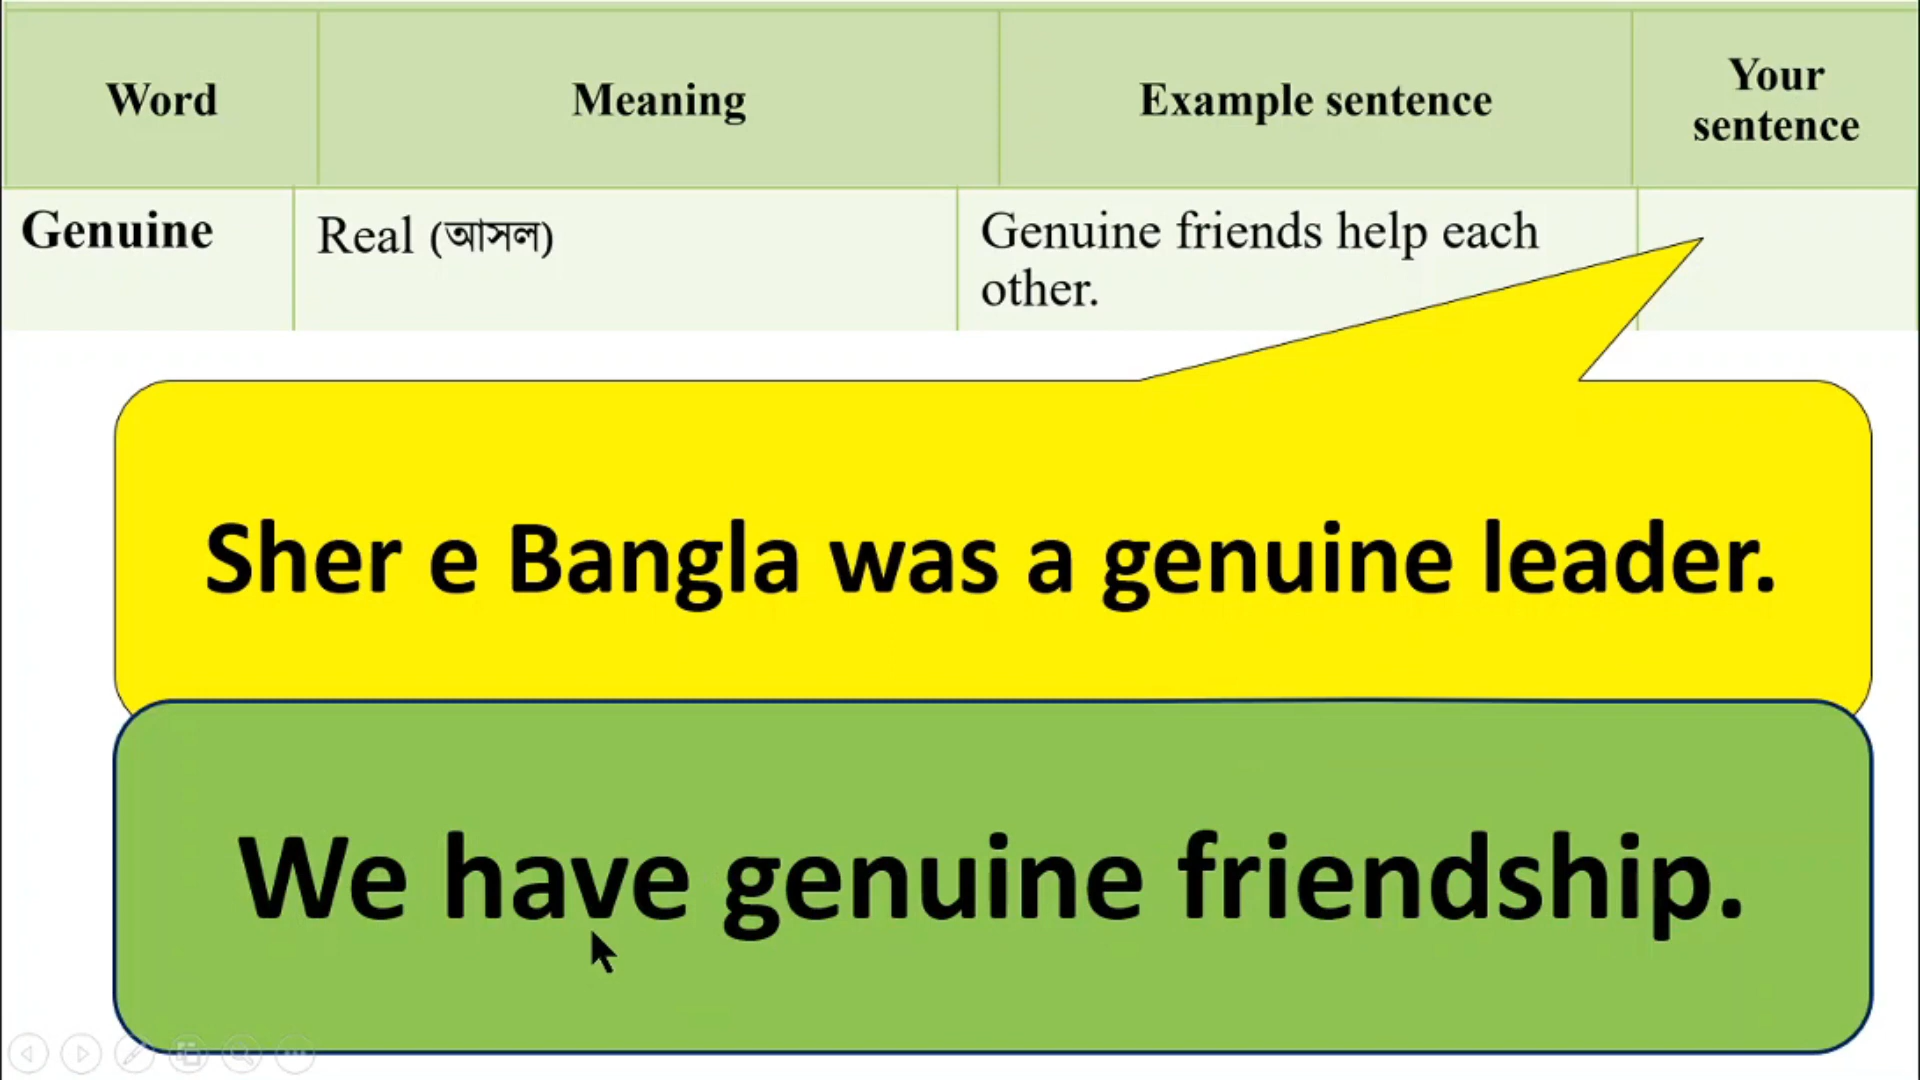 Word Meaning Example sentence Your sentence
Genuine Real (আসল) Genuine friends help each
other.
Sher e Bangla was a genuine leader.
We have genuine friendship.